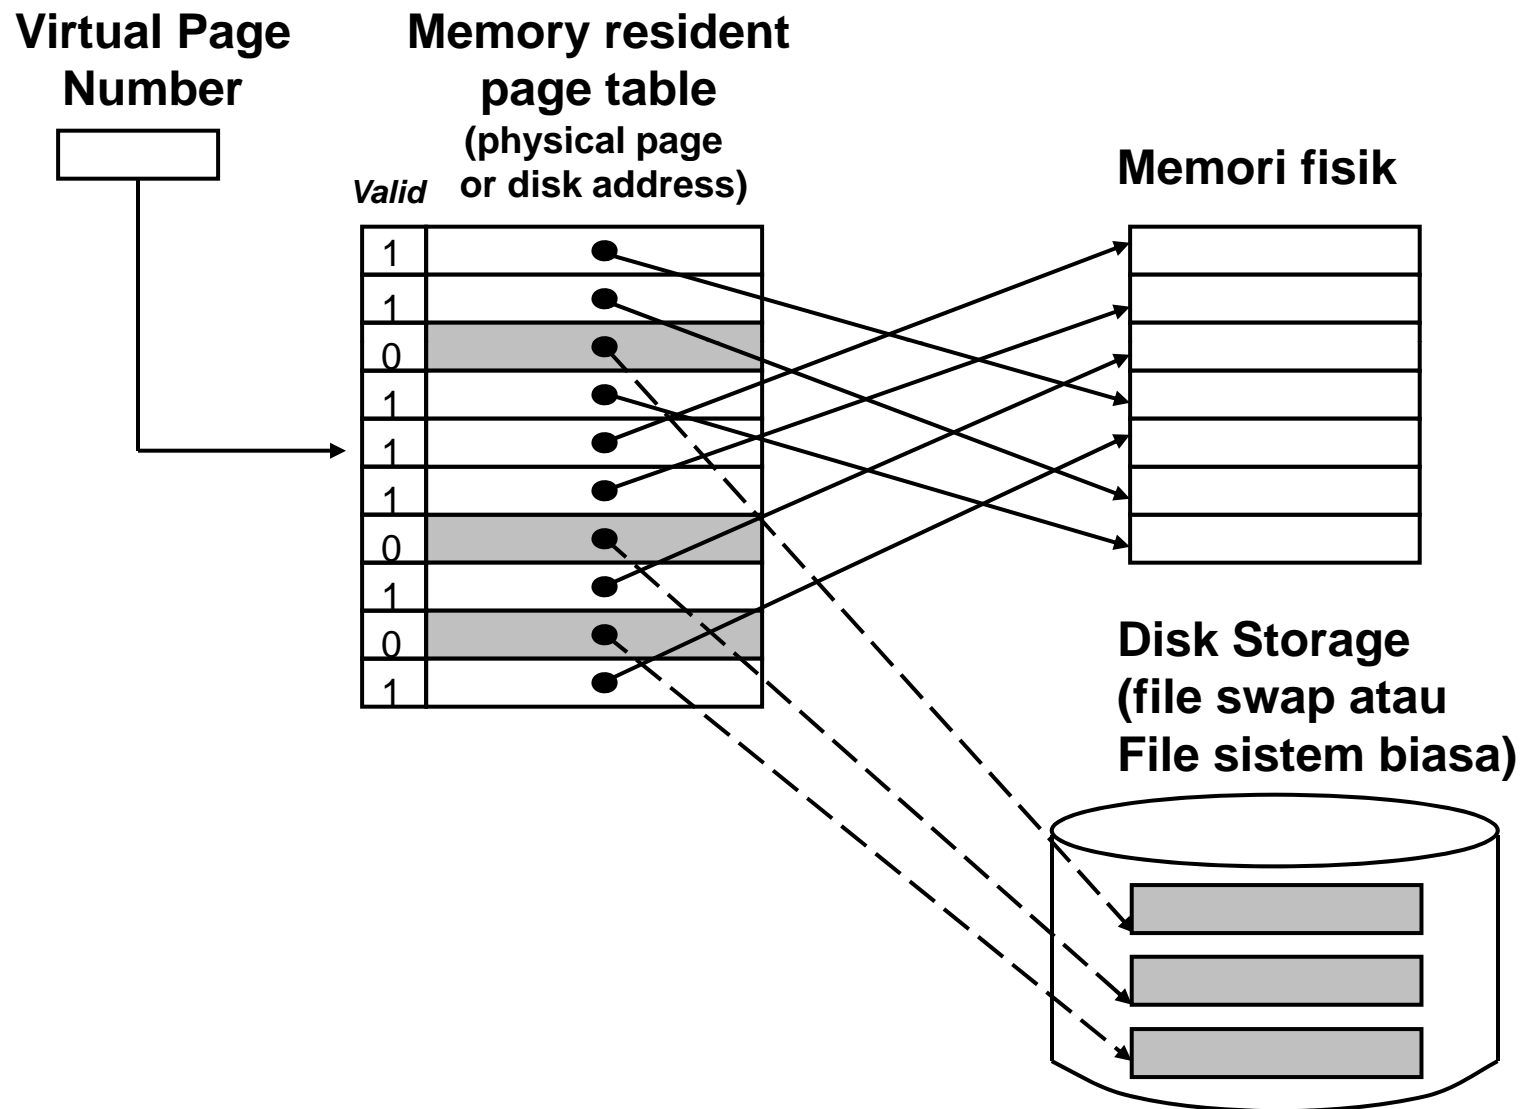 Virtual Page
Number
Memory resident
page table
(physical page
or disk address)
Valid
1
1
0
1
1
1
0
1
0
1
Memori fisik
Disk Storage
(file swap atau
File sistem biasa)